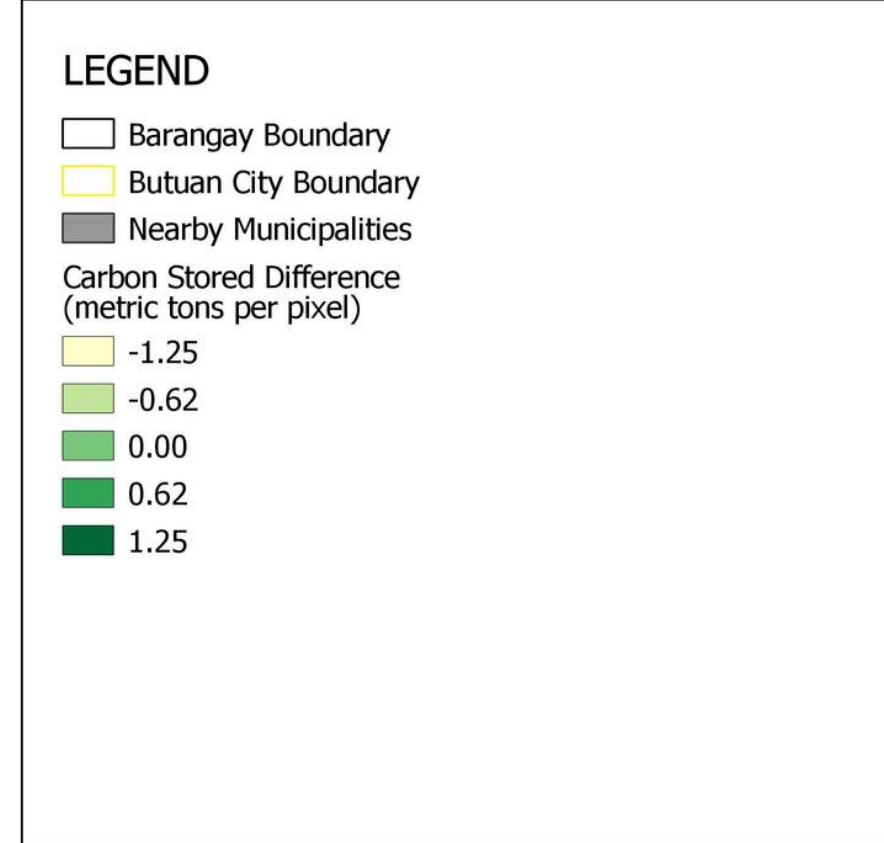 LEGEND
Barangay Boundary
Butuan City Boundary
Nearby Municipalities
Carbon Stored Difference
(metric tons per pixel)
-1.25
-0.62
0.00
0.62
1.25